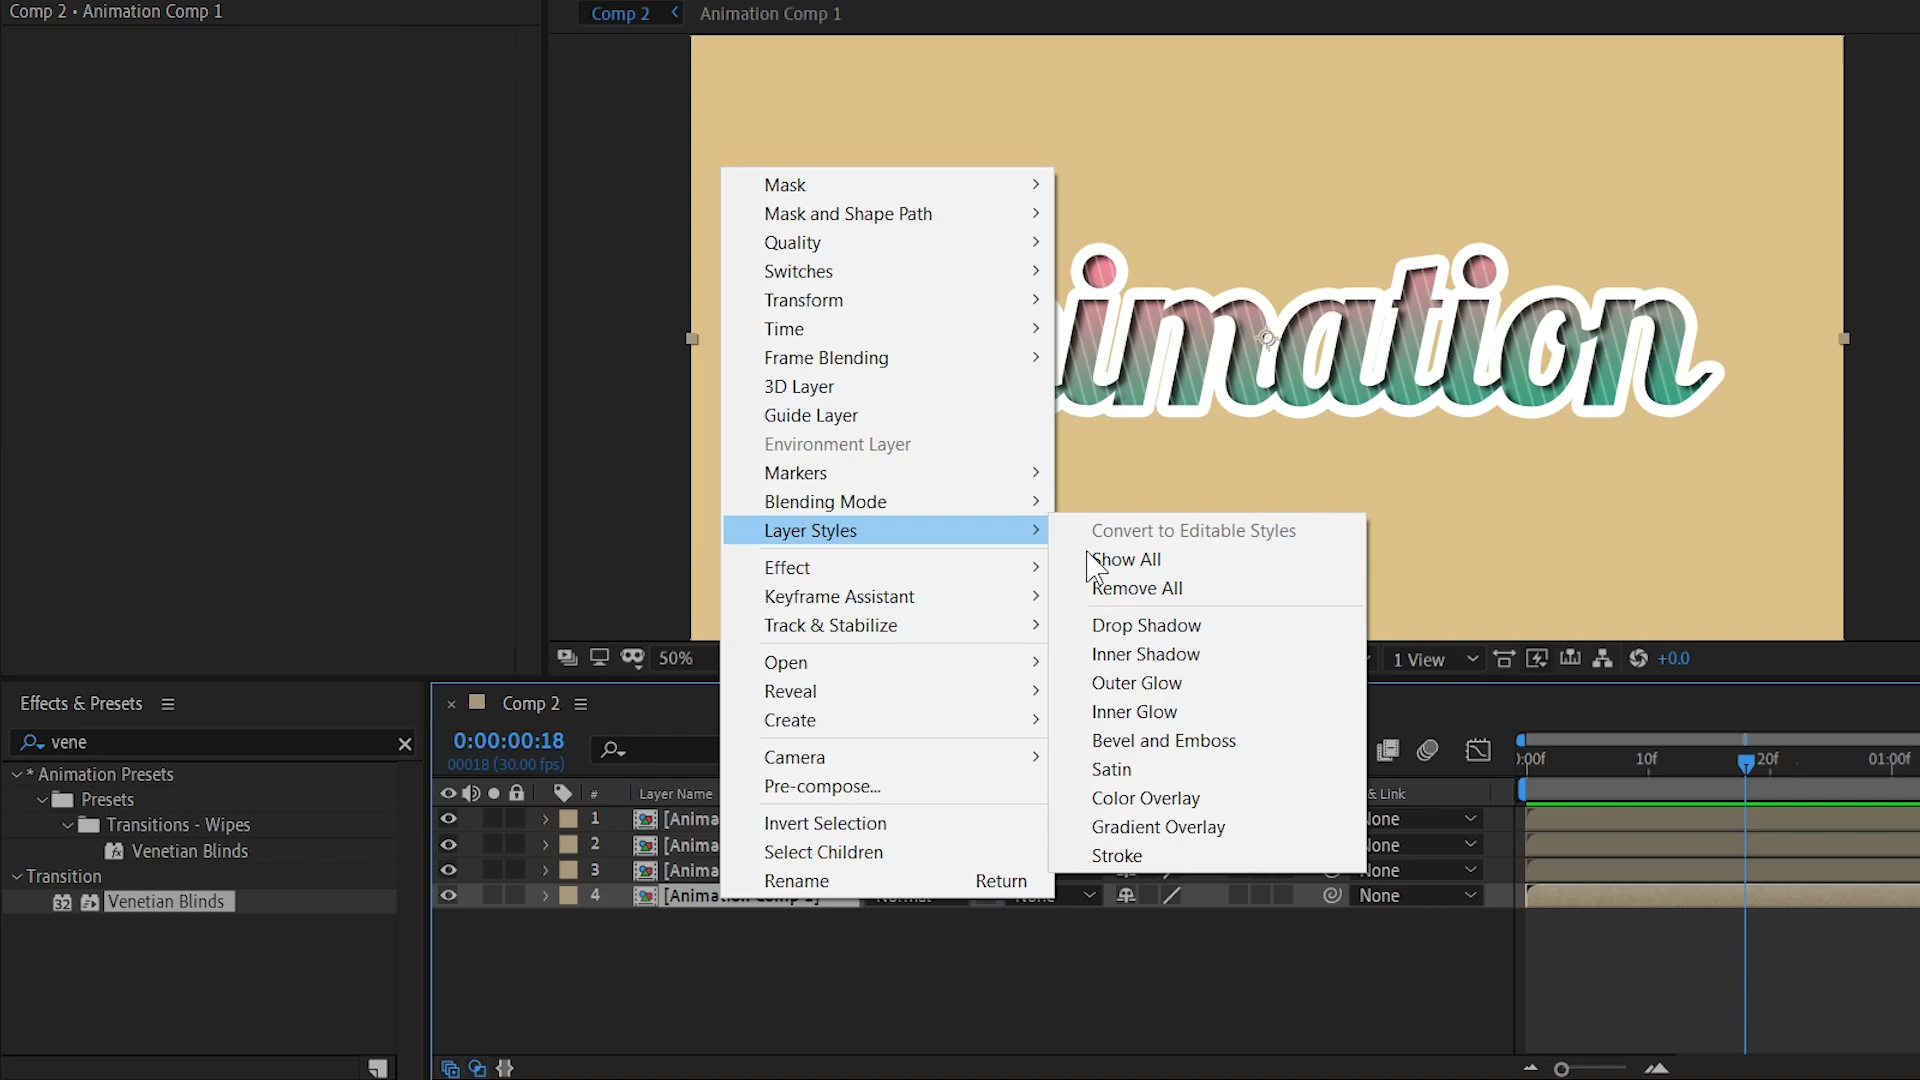 Comp 2 • Animation Comp 1
Comp 2 < Animation Comp 1
Mask
Mask and Shape Path
Quality
Switches
Transform
Time
Frame Blending
3D Layer
Guide Layer
Environment Layer
Markers
Blending Mode
Layer Styles
Effect
Keyframe Assistant
Track & Stabilize
Open
Reveal
Create
Camera
Pre-compose...
Invert Selection
Select Children
Rename Return
Convert to Editable Styles
Show All
Remove All
Drop Shadow
Inner Shadow
Outer Glow
Inner Glow
Bevel and Emboss
Satin
Color Overlay
Gradient Overlay
Stroke
imation
50%
1 View
+0.0
Effects & Presets
vene
* Animation Presets
Presets
Transitions - Wipes
Venetian Blinds
Transition
32 Venetian Blinds
Comp 2
0:00:00:18
00018 (30.00 fps)
# Layer Name
& Link
1 [Anima
2 [Anima
3 [Anima
None
4
None
10f 20f 01:00f